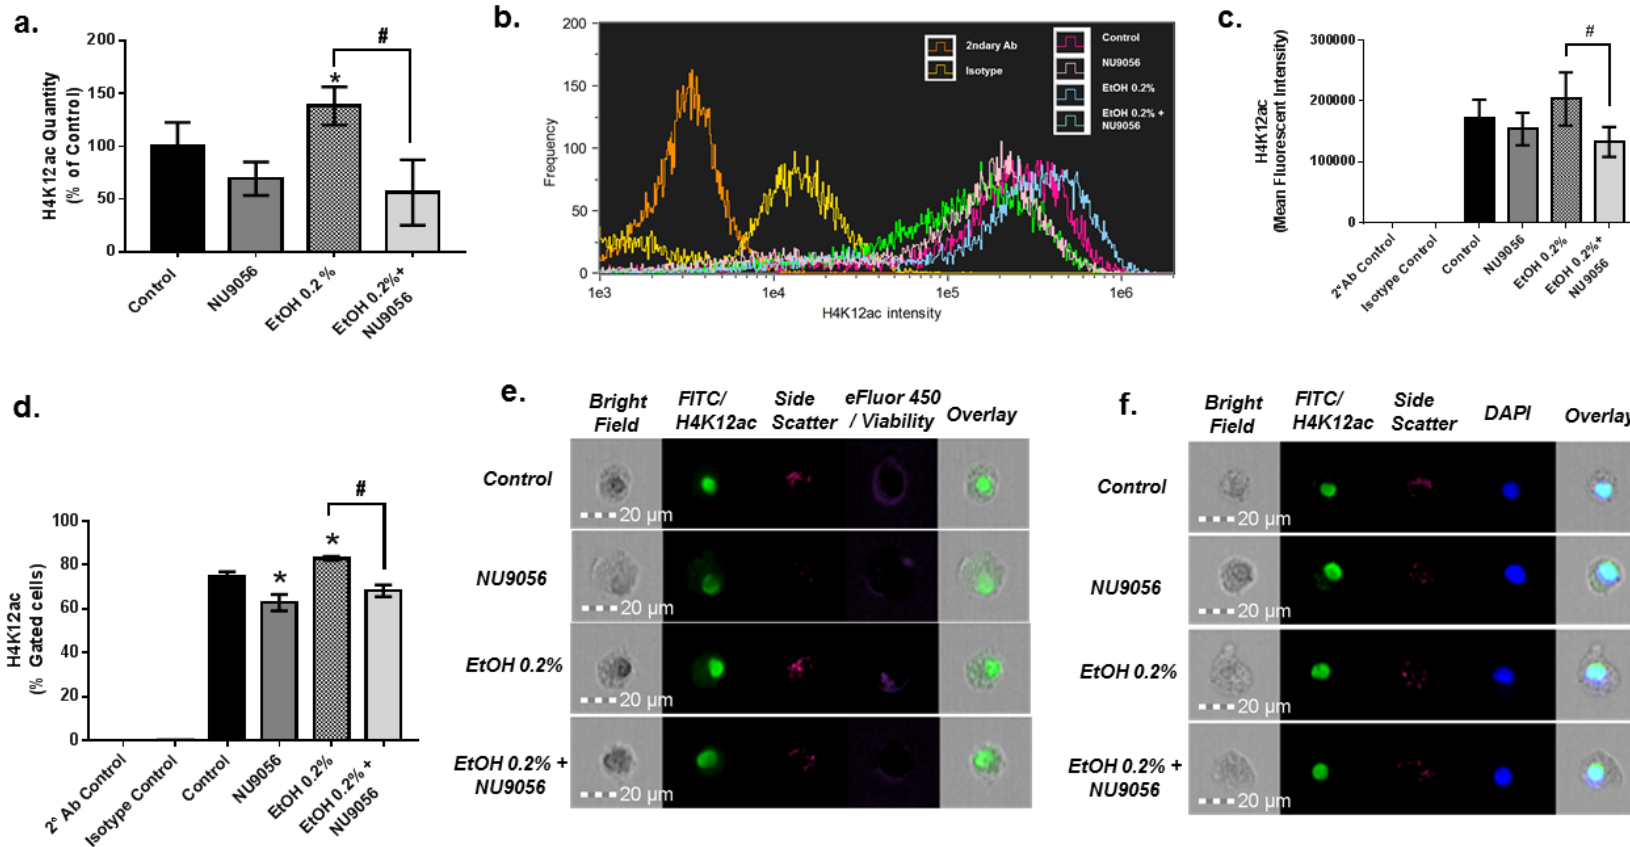 a.
H4K12ac Quantity
(% of Control)
200
150
100
50
0
*
#
Control
NU9056
EtOH 0.2%
EtOH 0.2%+
NU9056
b.
Frequency
200
150
100
50
0
1e3
1e4
1e5
1e6
H4K12ac intensity
2ndary Ab
Isotype
Control
NU9056
EtOH 0.2%
EtOH 0.2% +
NU9056
c.
H4K12ac
(Mean Fluorescent Intensity)
300000
200000
100000
0
#
2°Ab Control
Isotype Control
Control
NU9056
EtOH 0.2%
EtOH 0.2%+
NU9056
d.
H4K12ac
(% Gated cells)
100
80
60
40
20
0
*
*
#
2° Ab Control
Isotype Control
Control
NU9056
EtOH 0.2%
EtOH 0.2% +
NU9056
e.
Bright
Field
FITC/
H4K12ac
Side
Scatter
eFluor 450
/ Viability
Overlay
Control
20 µm
NU9056
20 µm
EtOH 0.2%
20 µm
EtOH 0.2% +
NU9056
20 µm
f.
Bright
Field
FITC/
H4K12ac
Side
Scatter
DAPI
Overlay
Control
20 µm
NU9056
20 µm
EtOH 0.2%
20 µm
EtOH 0.2% +
NU9056
20 µm